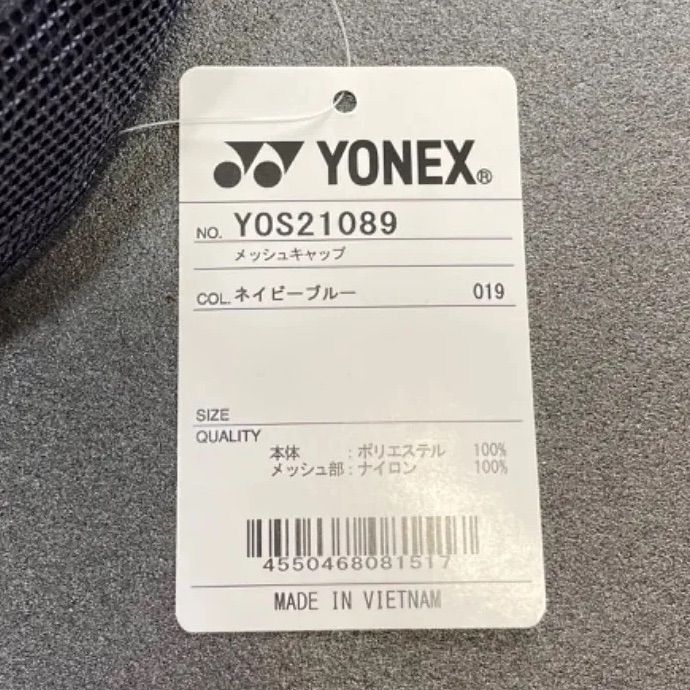 YONEX®
NO. YOS21089
メッシュキャップ
COL. ネイビーブルー 019
SIZE
QUALITY
本体 : ポリエステル 100%
メッシュ部 : ナイロン 100%
4550468081517
MADE IN VIETNAM